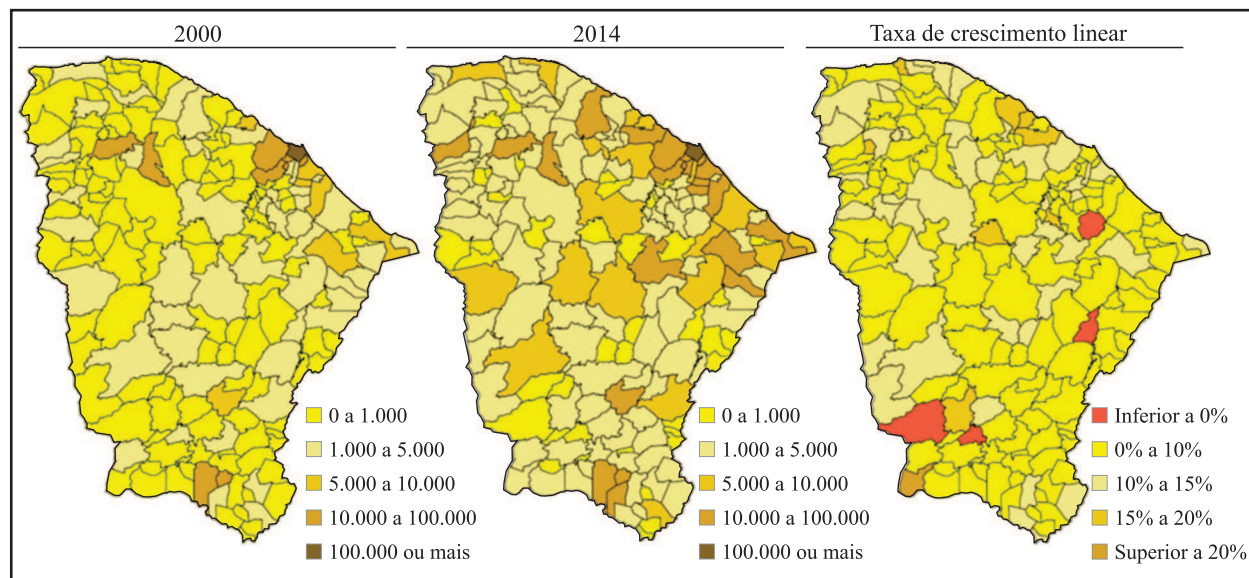 2000
2014
Taxa de crescimento linear
0 a 1.000
1.000 a 5.000
5.000 a 10.000
10.000 a 100.000
100.000 ou mais
0 a 1.000
1.000 a 5.000
5.000 a 10.000
10.000 a 100.000
100.000 ou mais
Inferior a 0%
0% a 10%
10% a 15%
15% a 20%
Superior a 20%